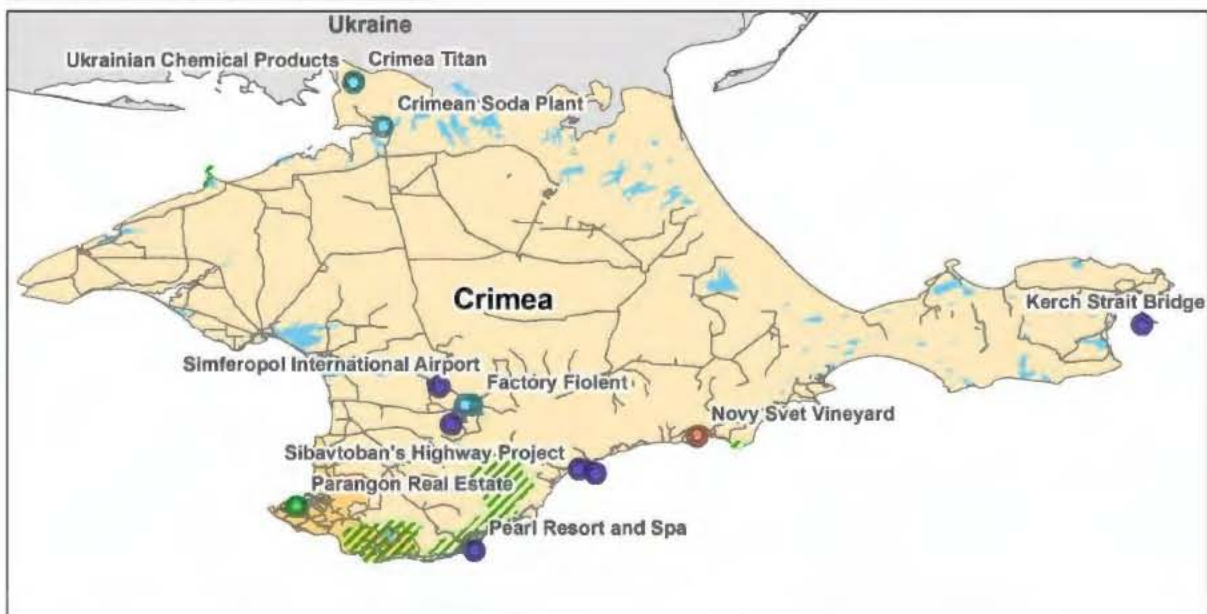 Ukraine
Ukrainian Chemical Products
Crimea Titan
Crimean Soda Plant
Crimea
Kerch Strait Bridge
Simferopol International Airport
Factory Fiolent
Novy Svet Vineyard
Sibavtoban's Highway Project
Parangon Real Estate
Pearl Resort and Spa